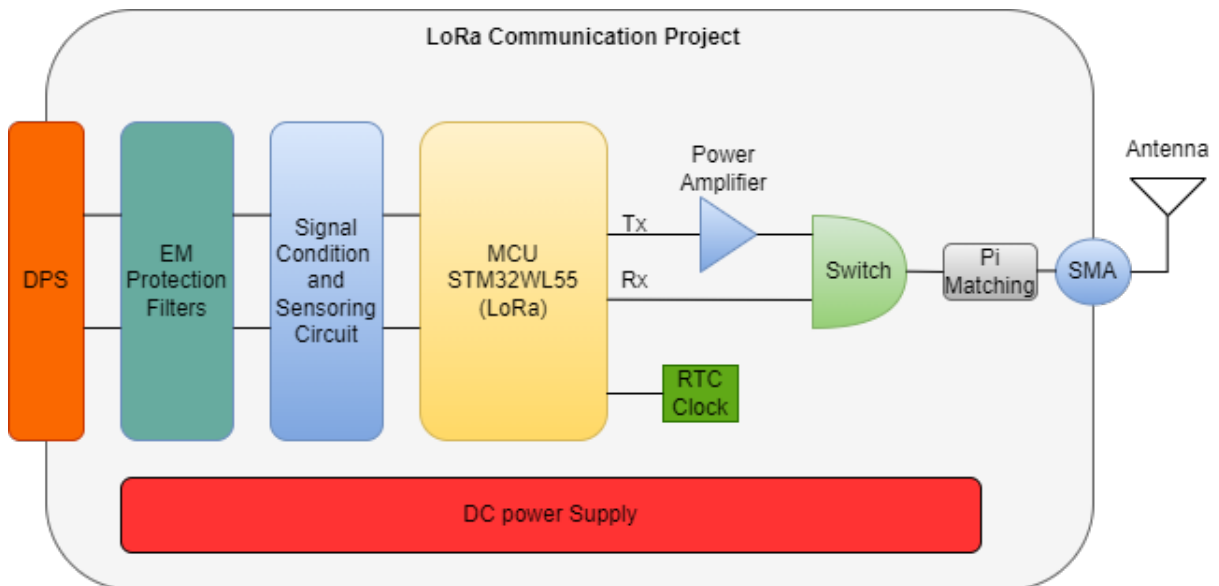 LoRa Communication Project
DPS
EM
Protection
Filters
Signal
Condition
and
Sensoring
Circuit
MCU
STM32WL55
(LoRa)
Tx
Rx
Power
Amplifier
Switch
RTC
Clock
Pi
Matching
SMA
Antenna
DC power Supply